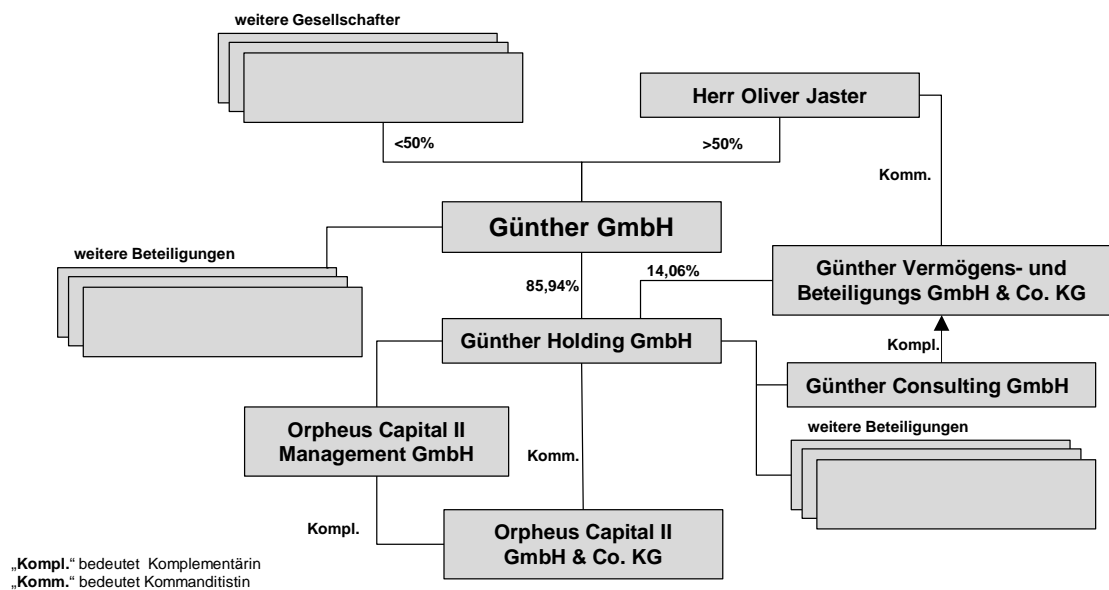 weitere Gesellschafter
Herr Oliver Jaster
<50%
>50%
Komm.
Günther GmbH
weitere Beteiligungen
85,94%
14,06%
Günther Vermögens- und
Beteiligungs GmbH & Co. KG
Günther Holding GmbH
Kompl.
Günther Consulting GmbH
Orpheus Capital II
Management GmbH
Komm.
weitere Beteiligungen
Kompl.
Orpheus Capital II
GmbH & Co. KG
„Kompl.“ bedeutet  Komplementärin
„Komm.“ bedeutet Kommanditistin